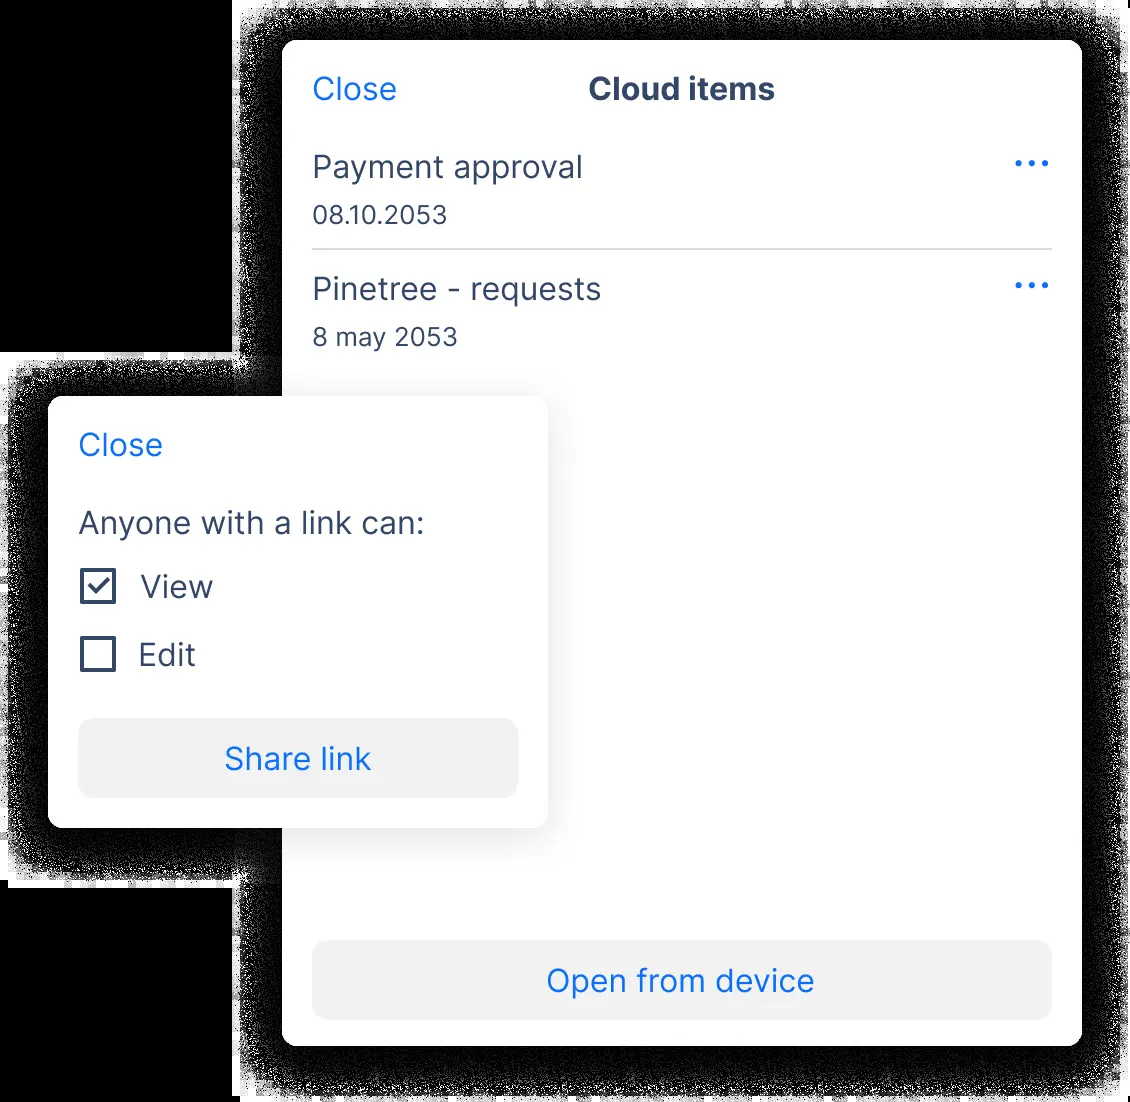 Close
Cloud items
Payment approval
08.10.2053
Pinetree - requests
8 may 2053
Close
Anyone with a link can:
View
Edit
Share link
Open from device